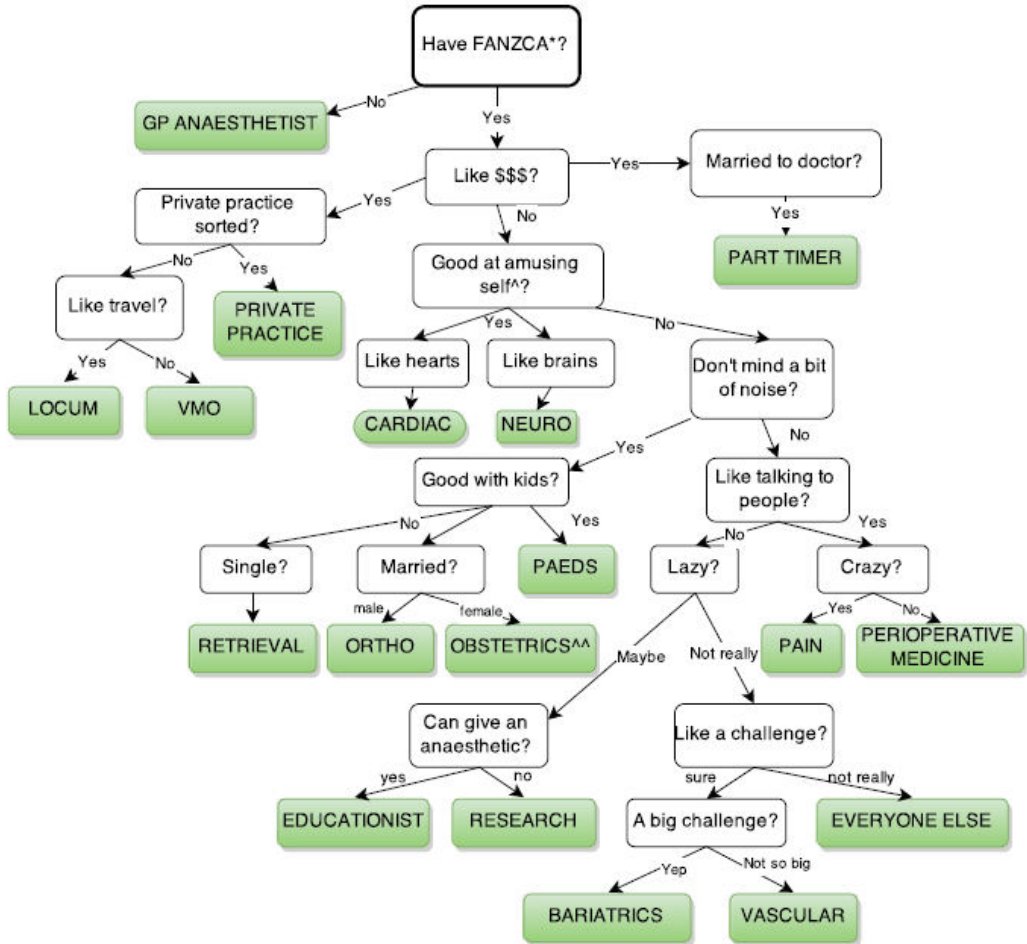 Have FANZCA*?
No
Yes
GP ANAESTHETIST
Like $$$?
Yes
Married to doctor?
Yes
PART TIMER
Yes
Private practice
sorted?
No
Yes
Like travel?
PRIVATE
PRACTICE
Yes
No
LOCUM
VMO
No
Good at amusing
self^?
Yes
No
Like hearts
Like brains
CARDIAC
NEURO
Don't mind a bit
of noise?
Yes
No
Good with kids?
No
Yes
Single?
Married?
PAEDS
male
female
RETRIEVAL
ORTHO
OBSTETRICS^^
Like talking to
people?
No
Yes
Lazy?
Crazy?
Yes
No
PAIN
PERIOPERATIVE
MEDICINE
Maybe
Not really
Can give an
anaesthetic?
yes
no
EDUCATIONIST
RESEARCH
Like a challenge?
sure
not really
A big challenge?
EVERYONE ELSE
Yep
Not so big
BARIATRICS
VASCULAR